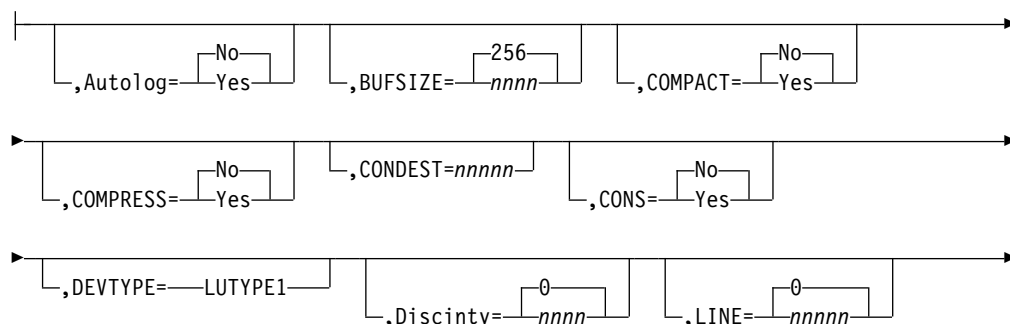 No 256 No
,Autolog= Yes ,BUFSIZE= nnnn ,COMPACT= Yes
No No
,COMPRESS= Yes ,CONDEST=nnnnn ,CONS= Yes
0 0
,DEVTYPE= LUTYPE1 ,Discintv= nnnn ,LINE= nnnnn